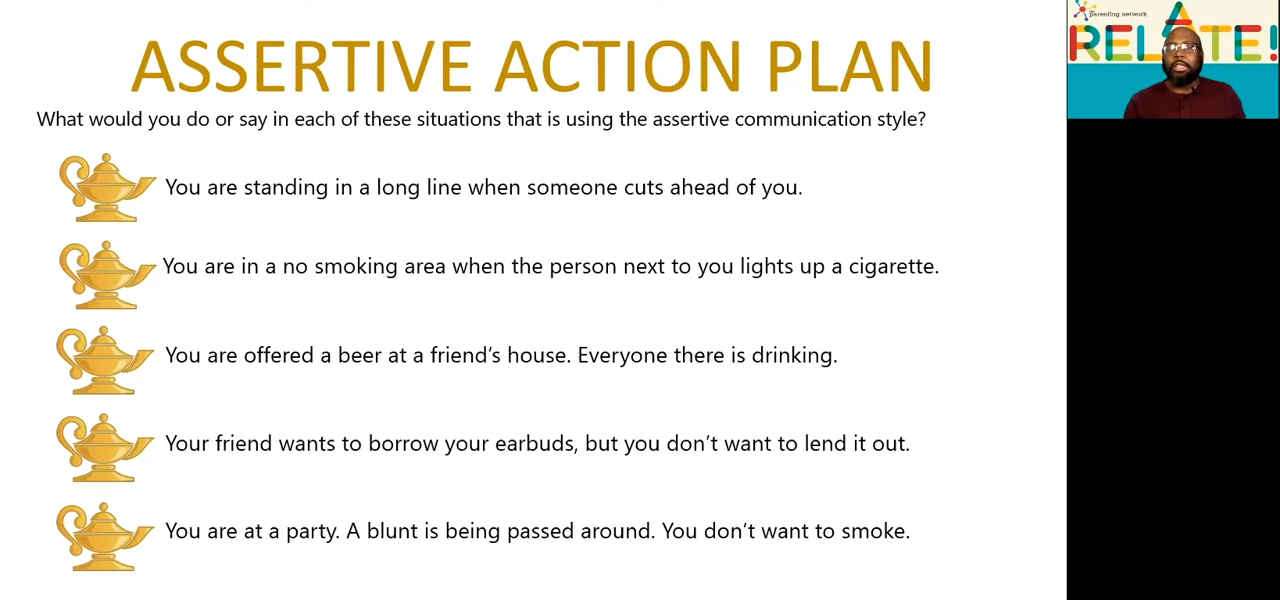 ASSERTIVE ACTION PLAN
What would you do or say in each of these situations that is using the assertive communication style?
You are standing in a long line when someone cuts ahead of you.
You are in a no smoking area when the person next to you lights up a cigarette.
You are offered a beer at a friend’s house. Everyone there is drinking.
Your friend wants to borrow your earbuds, but you don’t want to lend it out.
You are at a party. A blunt is being passed around. You don’t want to smoke.
Parenting network
RELATE!